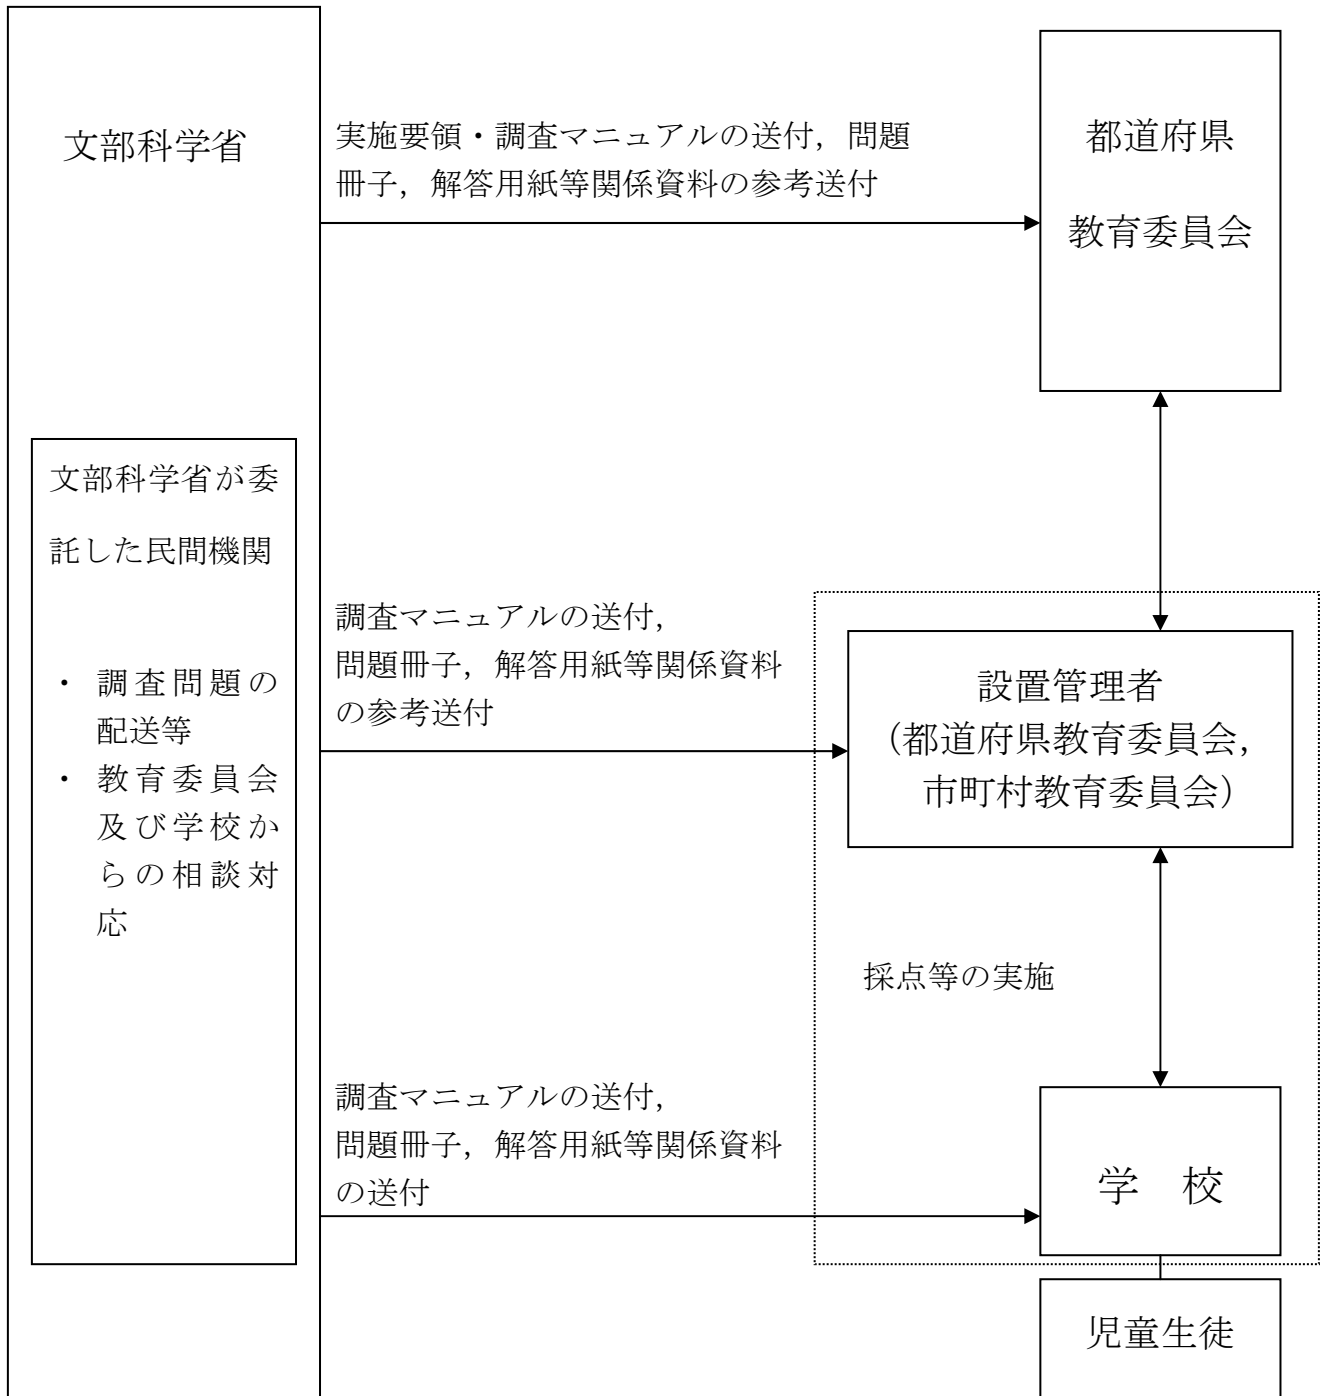 文部科学省
実施要領・調査マニュアルの送付，問題
冊子，解答用紙等関係資料の参考送付
都道府県
教育委員会
文部科学省が委
託した民間機関
・ 調査問題の
配送等
・ 教育委員会
及び学校か
らの相談対
応
調査マニュアルの送付，
問題冊子，解答用紙等関係資料
の参考送付
設置管理者
（都道府県教育委員会，
市町村教育委員会）
採点等の実施
調査マニュアルの送付，
問題冊子，解答用紙等関係資料
の送付
学　校
児童生徒